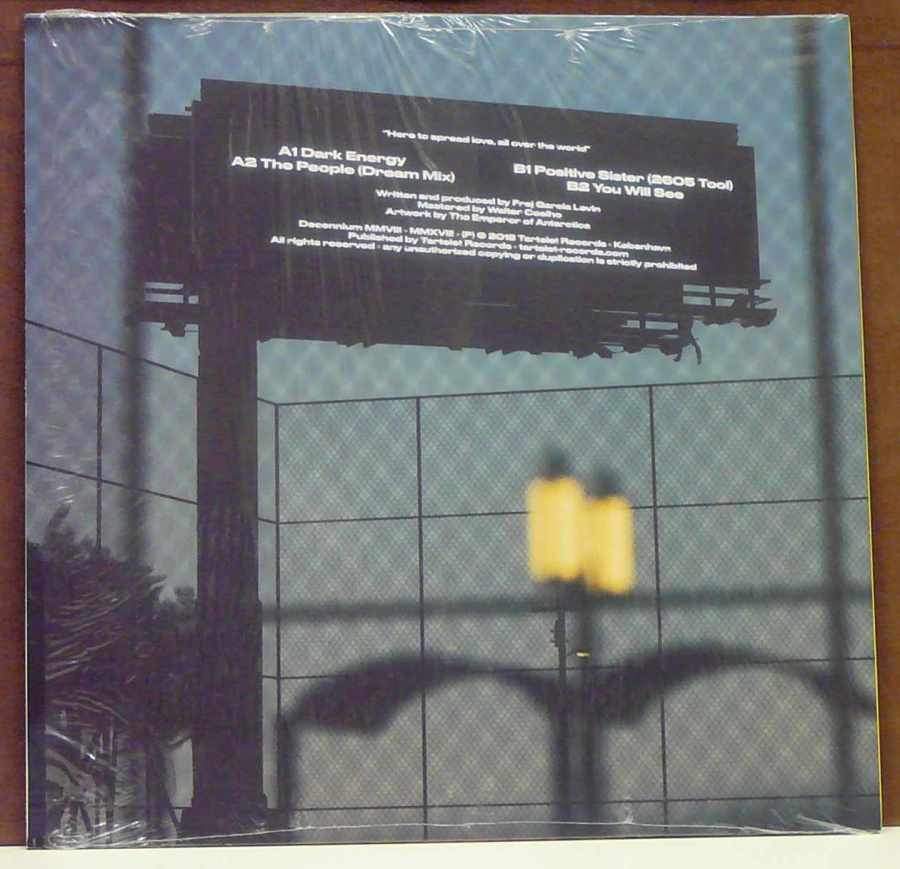 "Here to spread love, all over the world"
A1 Dark Energy
A2 The People (Dream Mix)
B1 Positive Sister (2605 Tool)
B2 You Will See
Written and produced by Frej Garcia Levin
Mastered by Walter Coelho
Artwork by The Emperor of Antarctica
Decennium MMVIII - MMXVIII - (P) © 2018 Tartelet Records - København
Published by Tartelet Records - tartelet-records.com
All rights reserved - any unauthorized copying or duplication is strictly prohibited